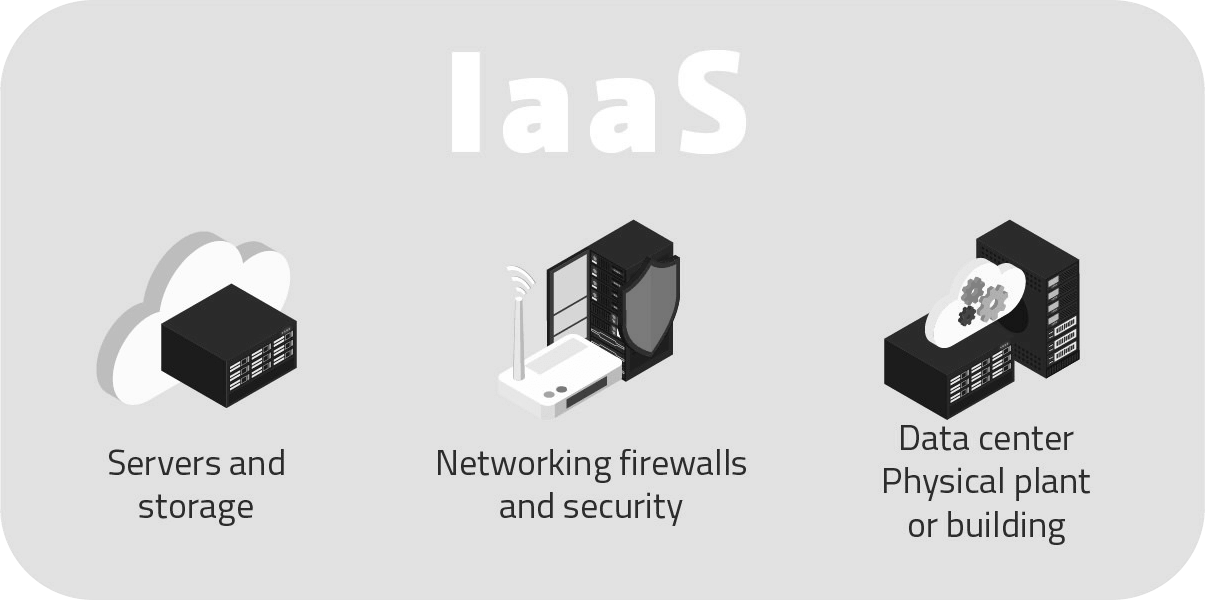 IaaS
Servers and
storage
Networking firewalls
and security
Data center
Physical plant
or building